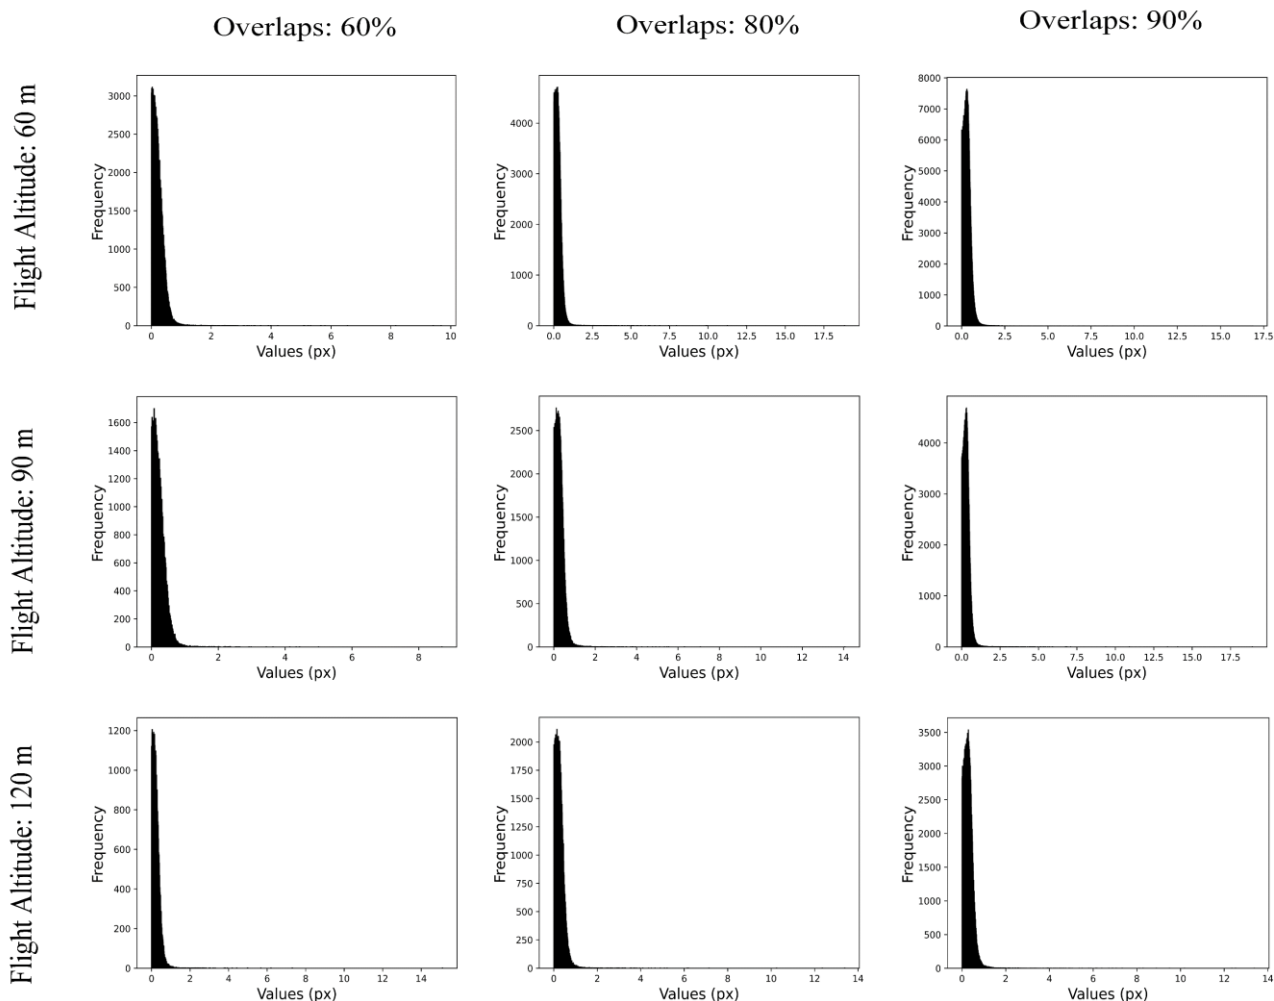 Overlaps: 60%
Overlaps: 80%
Overlaps: 90%
Flight Altitude: 60 m
Frequency
3000
2500
2000
1500
1000
500
0
0 2 4 6 8 10
Values (px)
Frequency
4000
3000
2000
1000
0
0.0 2.5 5.0 7.5 10.0 12.5 15.0 17.5
Values (px)
Frequency
8000
7000
6000
5000
4000
3000
2000
1000
0
0.0 2.5 5.0 7.5 10.0 12.5 15.0 17.5
Values (px)
Flight Altitude: 90 m
Frequency
1600
1400
1200
1000
800
600
400
200
0
0 2 4 6 8
Values (px)
Frequency
2500
2000
1500
1000
500
0
0 2 4 6 8 10 12 14
Values (px)
Frequency
4000
3000
2000
1000
0
0.0 2.5 5.0 7.5 10.0 12.5 15.0 17.5
Values (px)
Flight Altitude: 120 m
Frequency
1200
1000
800
600
400
200
0
0 2 4 6 8 10 12 14
Values (px)
Frequency
2000
1750
1500
1250
1000
750
500
250
0
0 2 4 6 8 10 12 14
Values (px)
Frequency
3500
3000
2500
2000
1500
1000
500
0
0 2 4 6 8 10 12 14
Values (px)